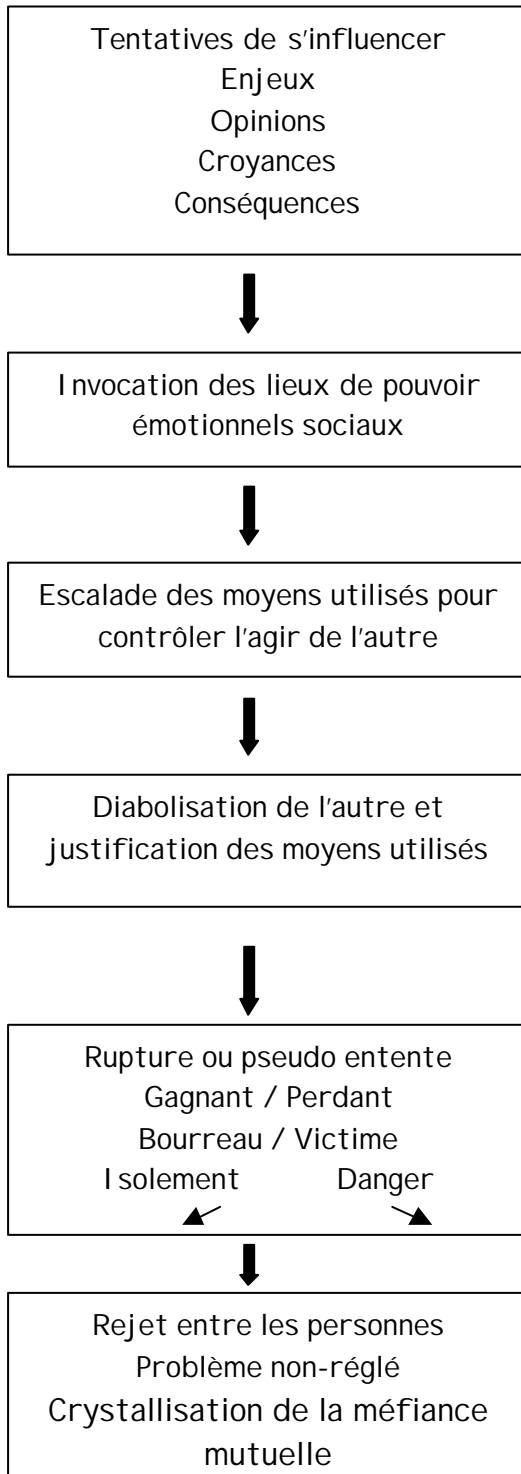 Tentatives de s'influencer
Enjeux
Opinions
Croyances
Conséquences
Invocation des lieux de pouvoir
émotionnels sociaux
Escalade des moyens utilisés pour
contrôler l'agir de l'autre
Diabolisation de l'autre et
justification des moyens utilisés
Rupture ou pseudo entente
Gagnant / Perdant
Bourreau / Victime
Isolement Danger
Rejet entre les personnes
Problème non-réglé
Crystallisation de la méfiance
mutuelle